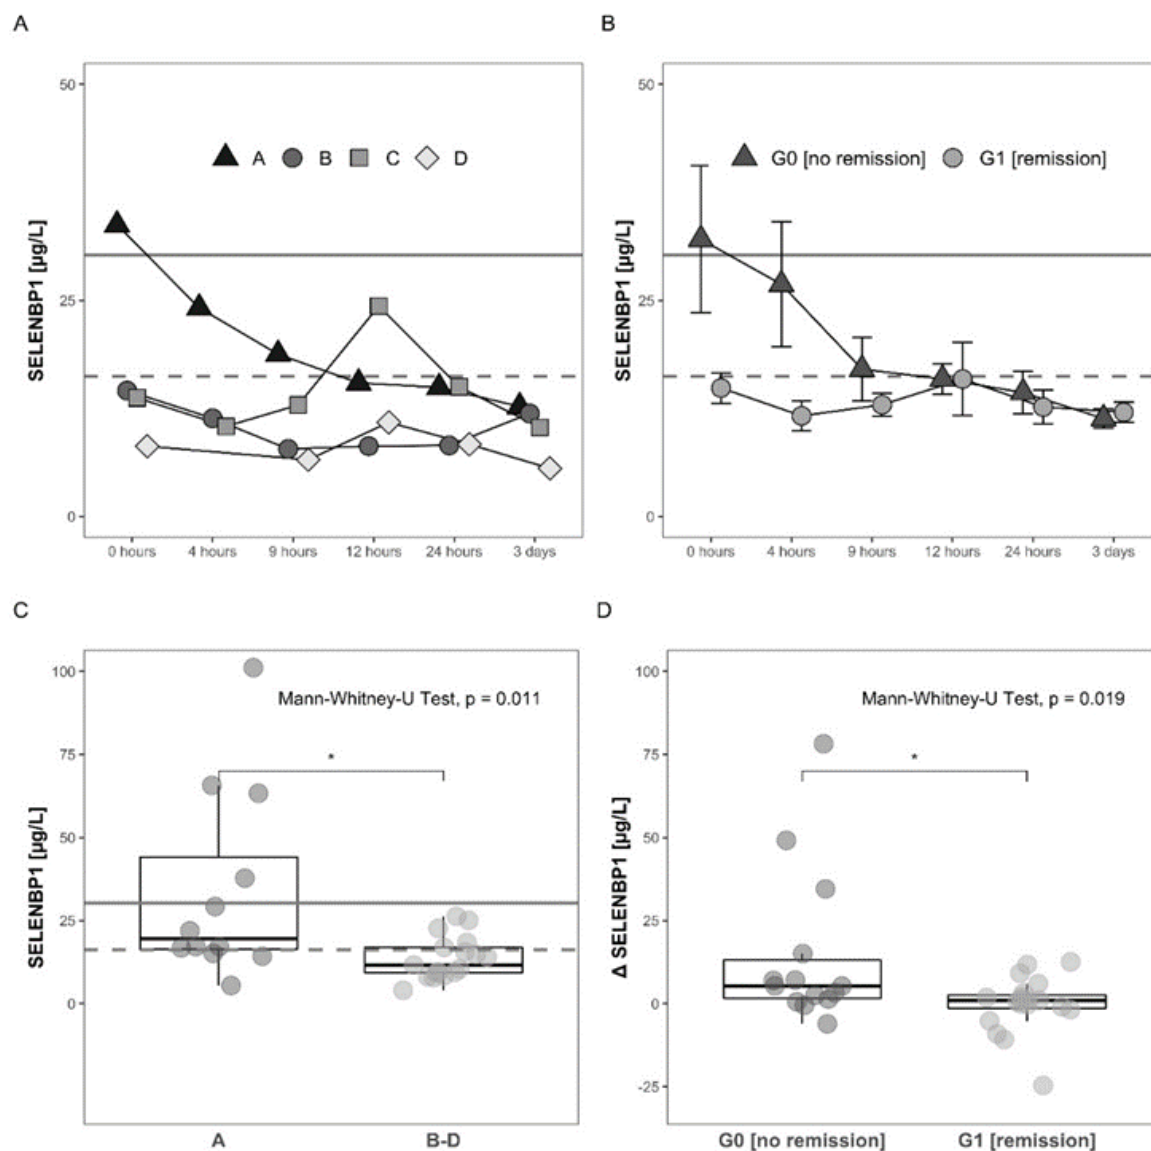 A
B
SELENBP1 [µg/L]
50
25
0
A B C D
0 hours 4 hours 9 hours 12 hours 24 hours 3 days
SELENBP1 [µg/L]
50
25
0
G0 [no remission] G1 [remission]
0 hours 4 hours 9 hours 12 hours 24 hours 3 days
C
D
SELENBP1 [µg/L]
100
75
50
25
0
Mann-Whitney-U Test, p = 0.011
*
A B-D
Δ SELENBP1 [µg/L]
100
75
50
25
0
-25
Mann-Whitney-U Test, p = 0.019
*
G0 [no remission] G1 [remission]